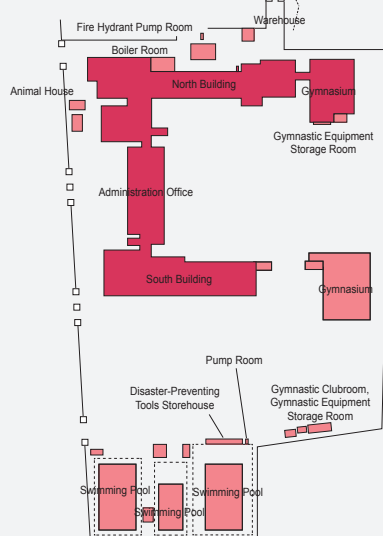 Warehouse
Fire Hydrant Pump Room
Boiler Room
North Building
Gymnasium
Animal House
Gymnastic Equipment
Storage Room
Administration Office
South Building
Gymnasium
Pump Room
Disaster-Preventing
Tools Storehouse
Gymnastic Clubroom,
Gymnastic Equipment
Storage Room
Swimming Pool
Swimming Pool
Swimming Pool